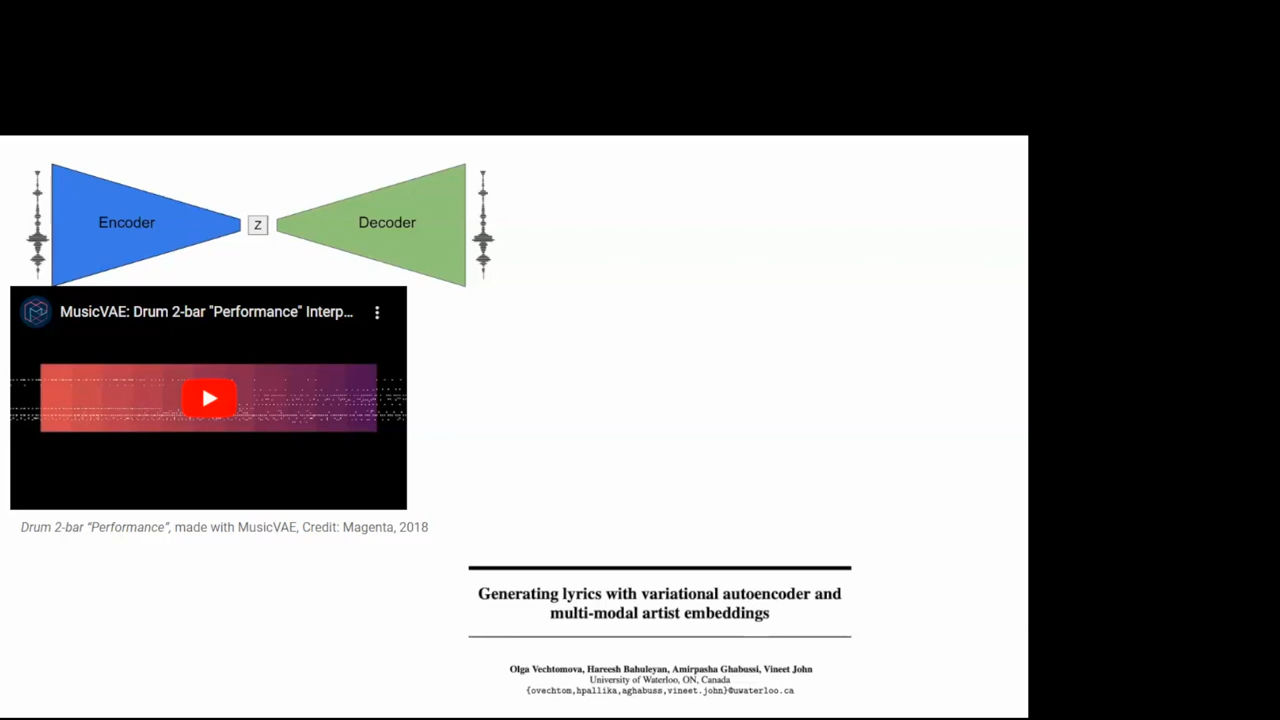 Encoder
Z
Decoder
MusicVAE: Drum 2-bar "Performance" Interp...
Drum 2-bar “Performance”, made with MusicVAE, Credit: Magenta, 2018
Generating lyrics with variational autoencoder and
multi-modal artist embeddings
Olga Vechtomova, Hareesh Bahuleyan, Amirpasha Ghabussi, Vineet John
University of Waterloo, ON, Canada
{ovechtom,hpallika,aghabuss,vineet.john}@uwaterloo.ca